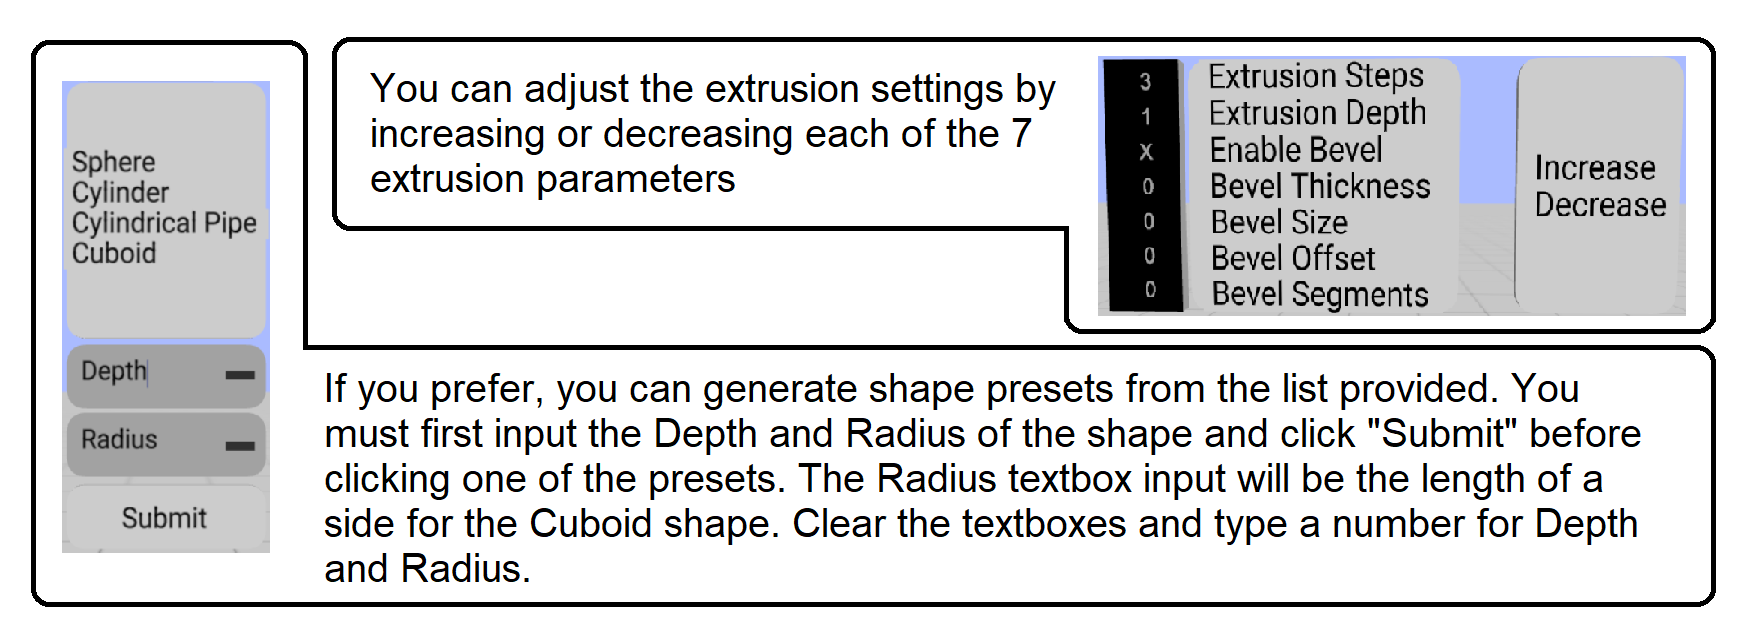 You can adjust the extrusion settings by
increasing or decreasing each of the 7
extrusion parameters
3 Extrusion Steps
1 Extrusion Depth
X Enable Bevel
0 Bevel Thickness
0 Bevel Size
0 Bevel Offset
0 Bevel Segments
Increase
Decrease
Sphere
Cylinder
Cylindrical Pipe
Cuboid
Depth
Radius
Submit
If you prefer, you can generate shape presets from the list provided. You
must first input the Depth and Radius of the shape and click "Submit" before
clicking one of the presets. The Radius textbox input will be the length of a
side for the Cuboid shape. Clear the textboxes and type a number for Depth
and Radius.